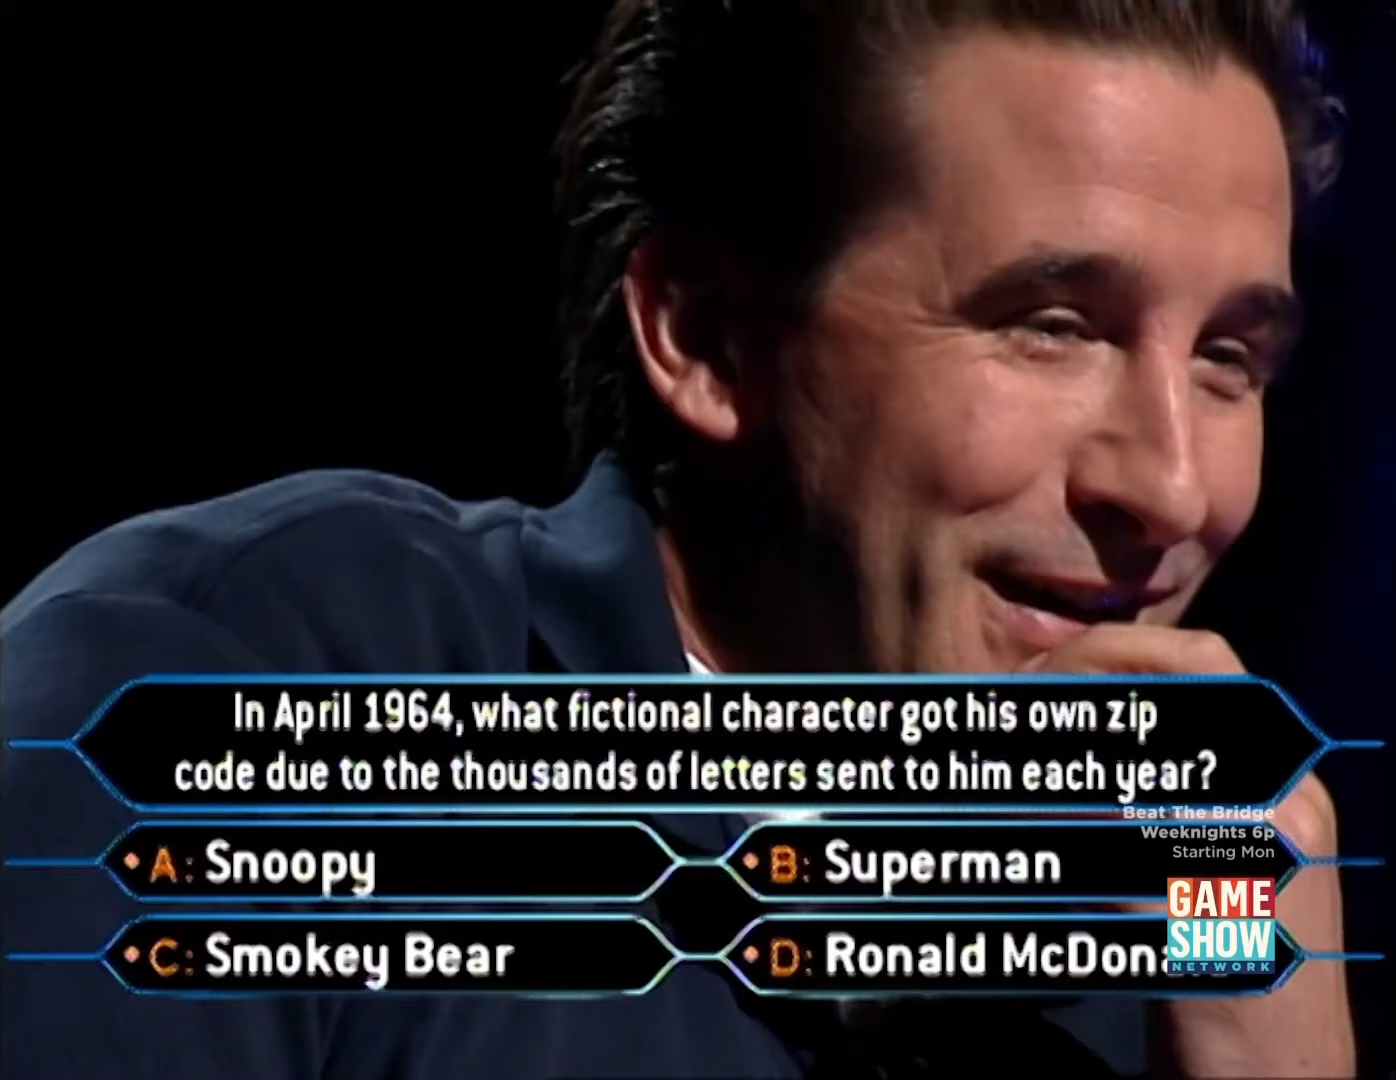 In April 1964, what fictional character got his own zip
code due to the thousands of letters sent to him each year?
Beat The Bridge
Weeknights 6p
Starting Mon
A: Snoopy
B: Superman
C: Smokey Bear
D: Ronald McDona
GAME
SHOW
NETWORK